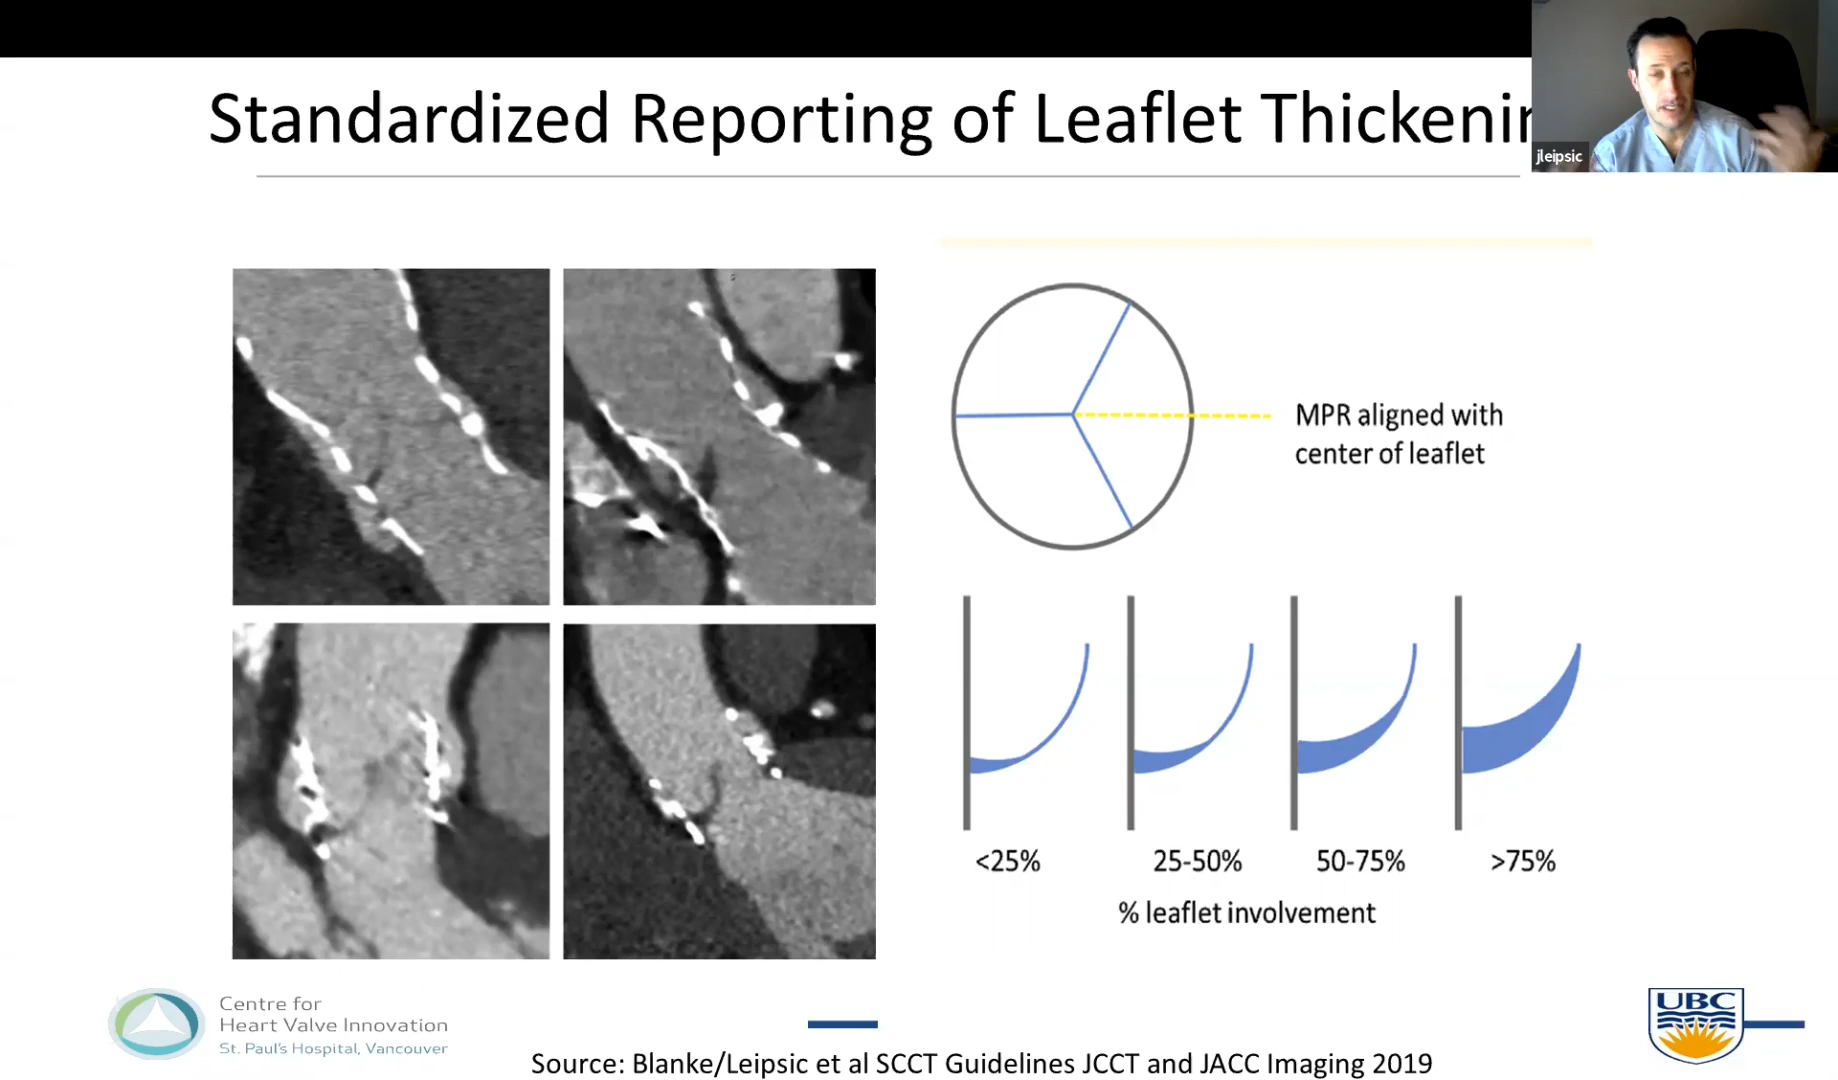 Standardized Reporting of Leaflet Thickenin
jleipsic
MPR aligned with
center of leaflet
<25%
25-50%
50-75%
>75%
% leaflet involvement
Centre for
Heart Valve Innovation
St. Paul's Hospital, Vancouver
UBC
Source: Blanke/Leipsic et al SCCT Guidelines JCCT and JACC Imaging 2019